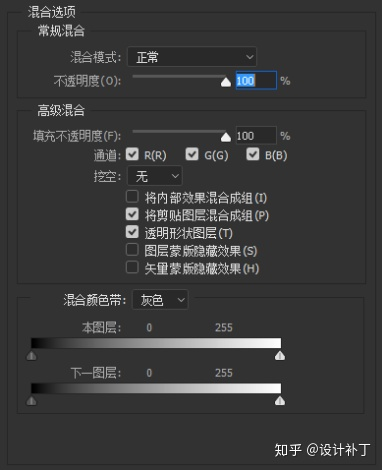 混合选项
常规混合
混合模式: 正常
不透明度(O): 100 %
高级混合
填充不透明度(F): 100 %
通道: R(R) G(G) B(B)
挖空: 无
将内部效果混合成组(I)
将剪贴图层混合成组(P)
透明形状图层(T)
图层蒙版隐藏效果(S)
矢量蒙版隐藏效果(H)
混合颜色带: 灰色
本图层: 0 255
下一图层: 0 255
知乎 @设计补丁